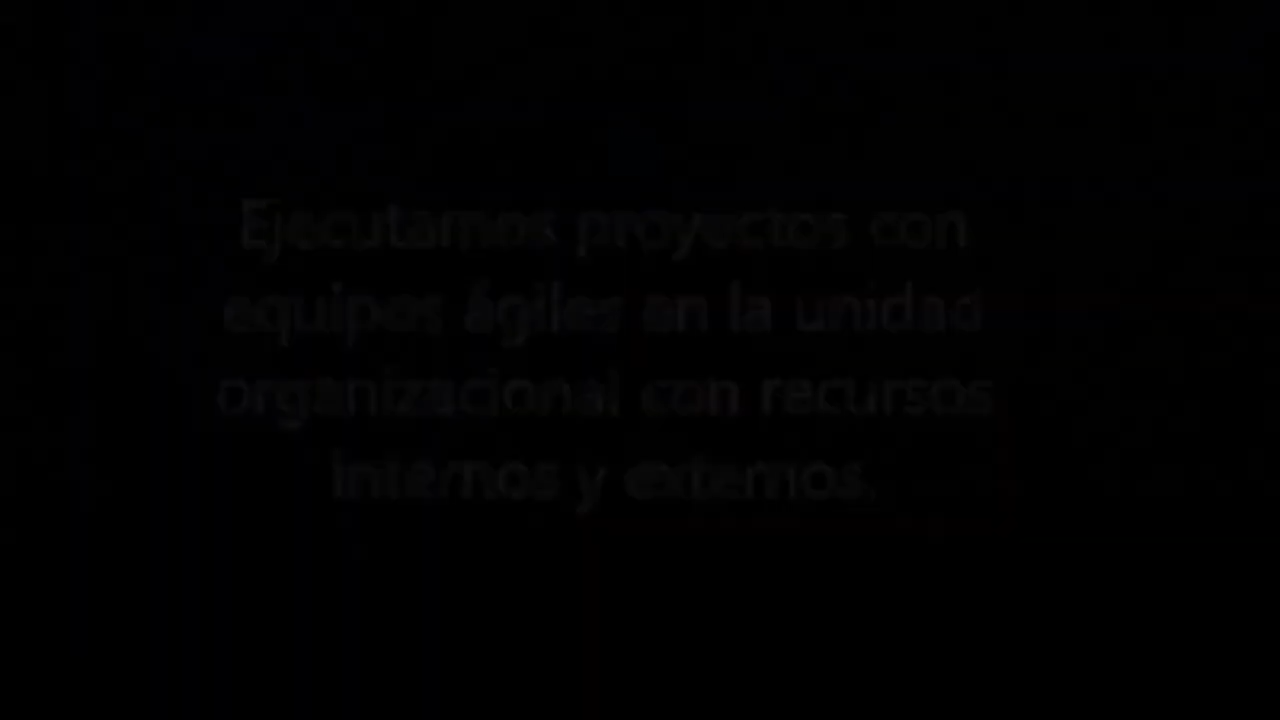 Ejecutamos proyectos con
equipos ágiles en la unidad
organizacional con recursos
internos y externos.